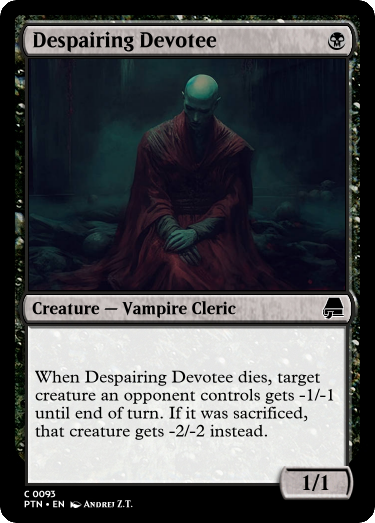 Despairing Devotee
Creature — Vampire Cleric
When Despairing Devotee dies, target
creature an opponent controls gets -1/-1
until end of turn. If it was sacrificed,
that creature gets -2/-2 instead.
1/1
C 0093
PTN • EN Andrej Z.T.